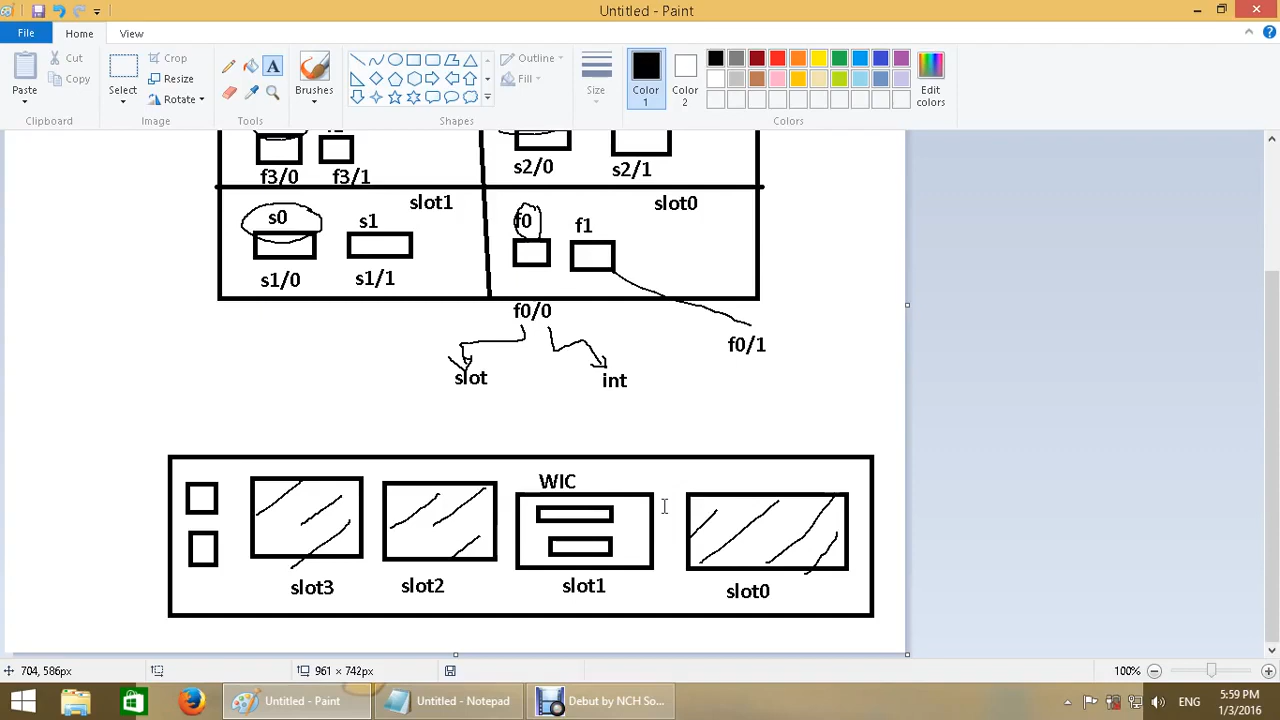 Untitled - Paint
File
Home
View
Paste
Cut
Copy
Clipboard
Select
Crop
Resize
Rotate
Image
A
Tools
Brushes
Outline
Fill
Shapes
Size
Color 1
Color 2
Edit colors
Colors
f3/0 f3/1
s2/0 s2/1
slot1 slot0
s0 s1 f0 f1
s1/0 s1/1
f0/0
f0/1
slot int
WIC
slot3 slot2 slot1 slot0
704, 586px
961 × 742px
100%
Untitled - Paint
Untitled - Notepad
Debut by NCH So...
ENG
5:59 PM
1/3/2016